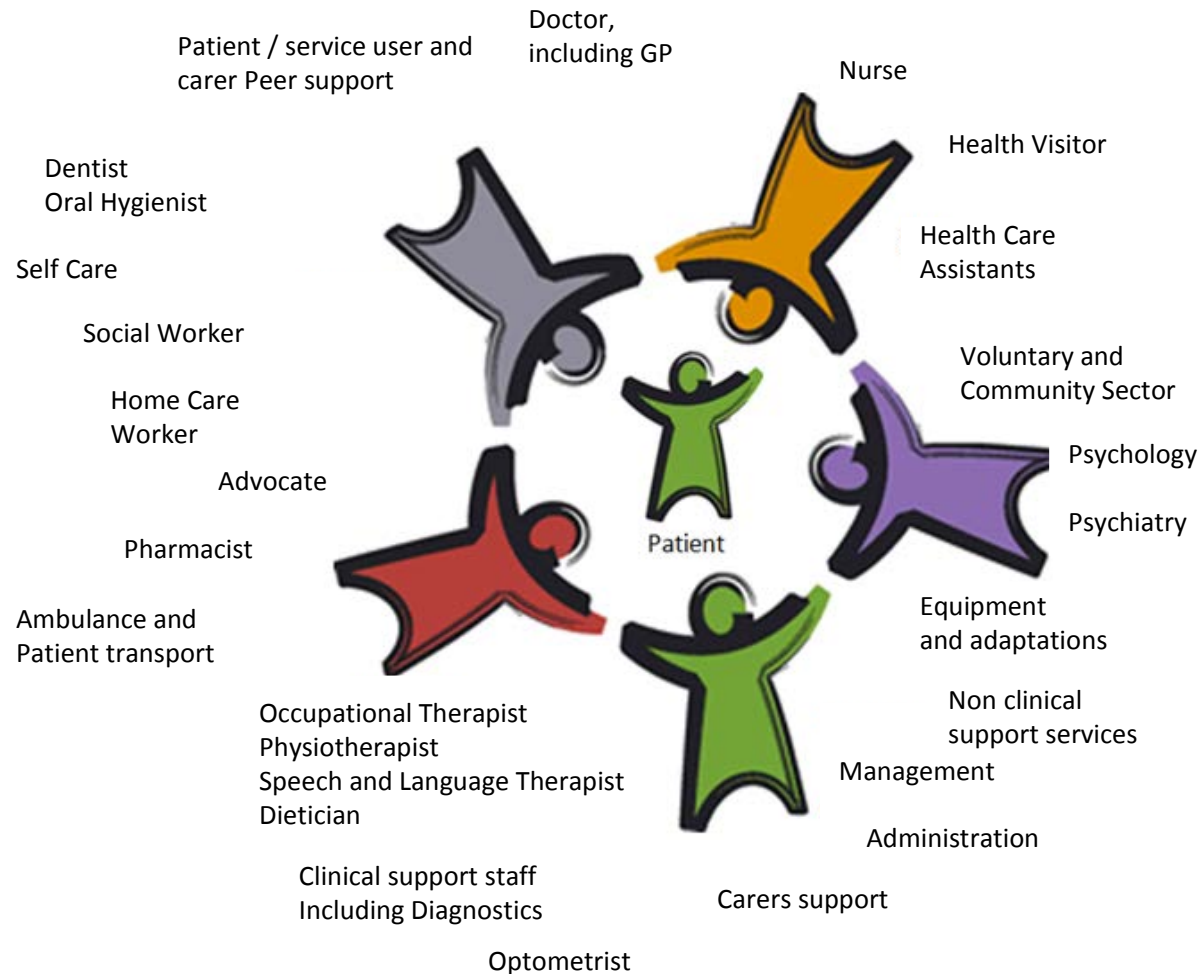 Doctor,
including GP
Patient / service user and
carer Peer support
Nurse
Health Visitor
Dentist
Oral Hygienist
Health Care
Assistants
Self Care
Social Worker
Voluntary and
Community Sector
Home Care
Worker
Psychology
Advocate
Psychiatry
Pharmacist
Patient
Ambulance and
Patient transport
Equipment
and adaptations
Occupational Therapist
Physiotherapist
Speech and Language Therapist
Dietician
Non clinical
support services
Management
Administration
Clinical support staff
Including Diagnostics
Carers support
Optometrist